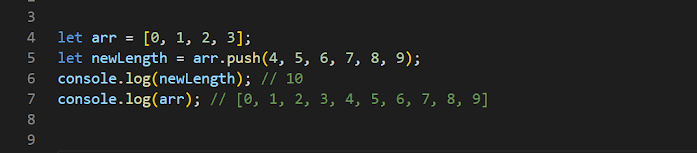 3
4 let arr = [0, 1, 2, 3];
5 let newLength = arr.push(4, 5, 6, 7, 8, 9);
6 console.log(newLength); // 10
7 console.log(arr); // [0, 1, 2, 3, 4, 5, 6, 7, 8, 9]
8
9